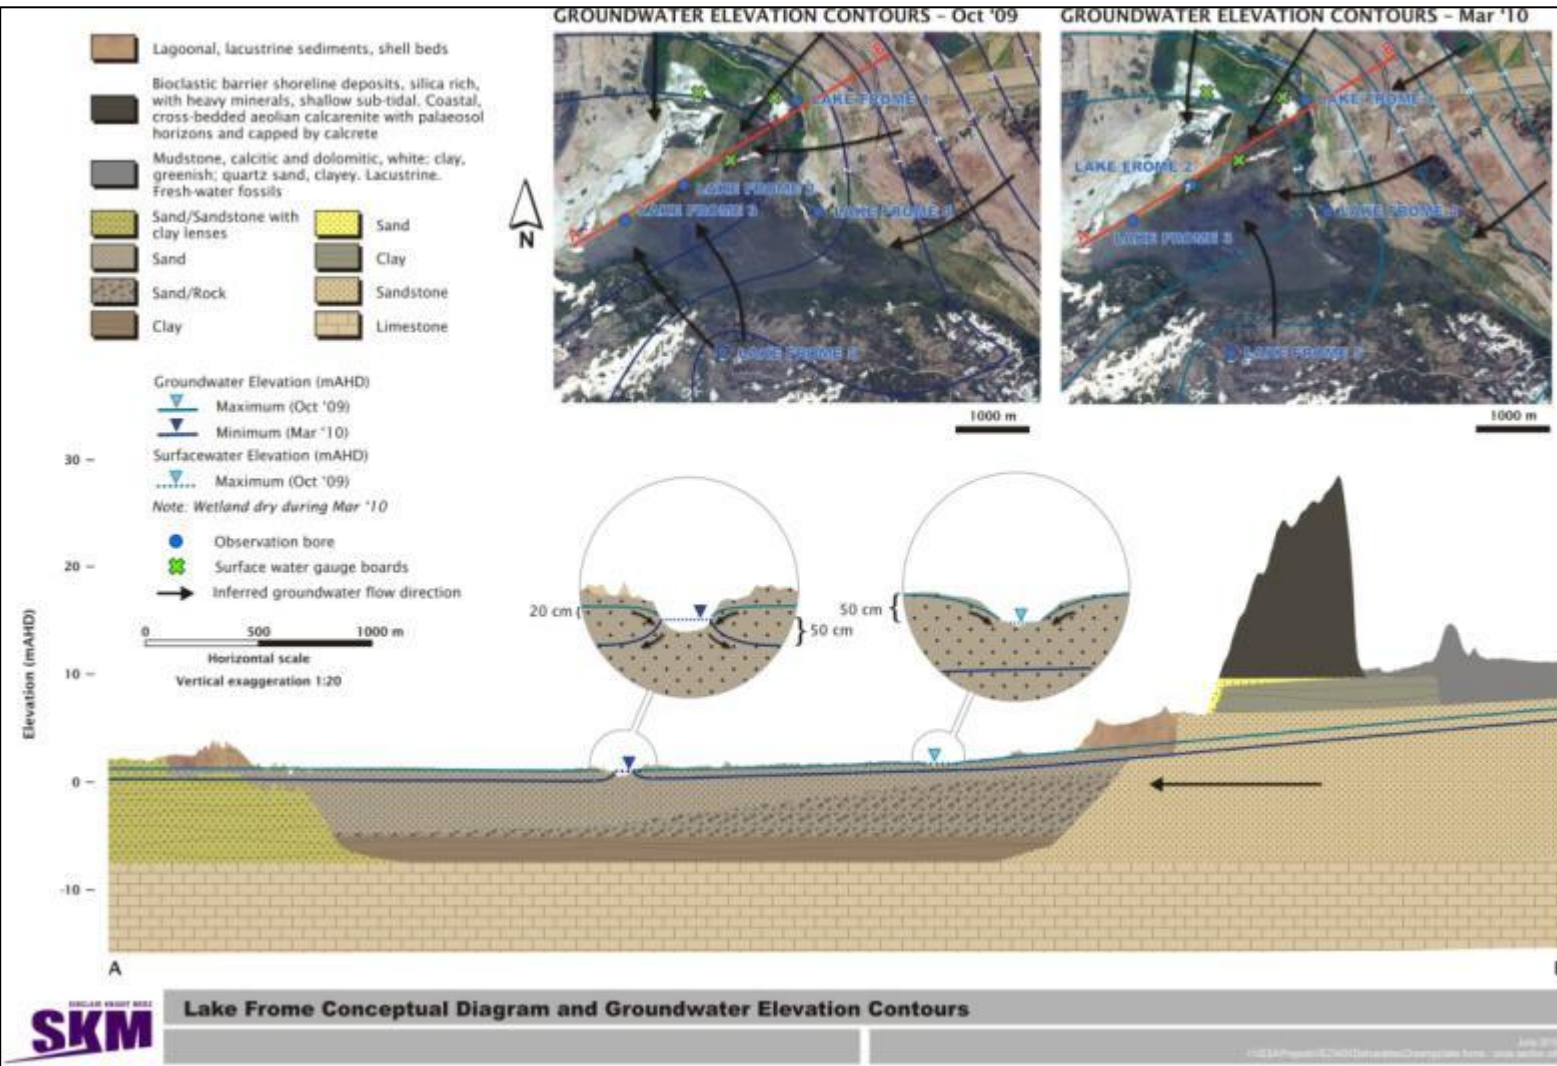 GROUNDWATER ELEVATION CONTOURS – Oct '09
GROUNDWATER ELEVATION CONTOURS – Mar '10
Lagoonal, lacustrine sediments, shell beds
Bioclastic barrier shoreline deposits, silica rich,
with heavy minerals, shallow sub-tidal. Coastal,
cross-bedded aeolian calcarenite with palaeosol
horizons and capped by calcrete
Mudstone, calcitic and dolomitic, white; clay,
greenish; quartz sand, clayey. Lacustrine.
Fresh-water fossils
Sand/Sandstone with
clay lenses
Sand
Sand
Clay
Sand/Rock
Sandstone
Clay
Limestone
Groundwater Elevation (mAHD)
Maximum (Oct '09)
Minimum (Mar '10)
Surfacewater Elevation (mAHD)
Maximum (Oct '09)
Note: Wetland dry during Mar '10
Observation bore
Surface water gauge boards
Inferred groundwater flow direction
0 500 1000 m
Horizontal scale
Vertical exaggeration 1:20
N
B
LAKE FROME 1
LAKE FROME
LAKE FROME 3
LAKE FROME
A
LAKE FROME
1000 m
B
LAKE FROME
LAKE FROME 2
LAKE FROME
LAKE FROME 3
A
LAKE FROME
1000 m
Elevation (mAHD)
30
20
10
0
-10
20 cm
50 cm
50 cm
A
SINCLAIR KNIGHT MERZ
SKM
Lake Frome Conceptual Diagram and Groundwater Elevation Contours